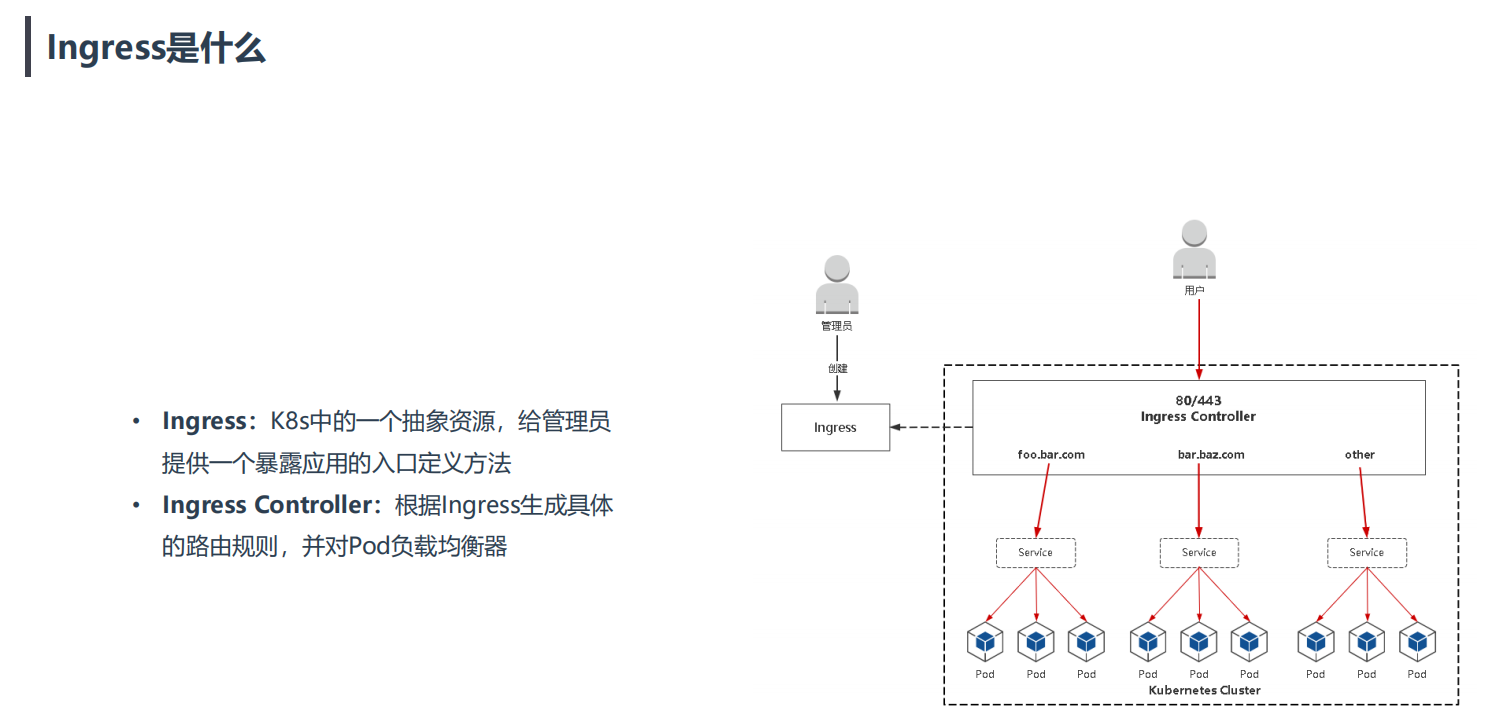 Ingress是什么
• Ingress：K8s中的一个抽象资源，给管理员
提供一个暴露应用的入口定义方法
• Ingress Controller：根据Ingress生成具体
的路由规则，并对Pod负载均衡器
用户
管理员
创建
Ingress
80/443
Ingress Controller
foo.bar.com bar.baz.com other
Service Service Service
Pod Pod Pod Pod Pod Pod Pod Pod Pod
Kubernetes Cluster